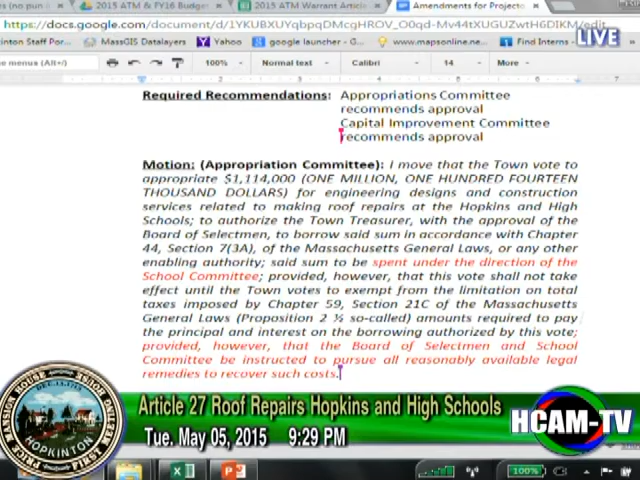 2015 ATM & FY16 Budge
2015 ATM Warrant Article
Amendments for Projecto
https://docs.google.com/document/d/1YKUBXUYqbpqDMcgHROV_O0qd-Mv44tXUGUZwtH6DIKM/edit
kinton Staff Por
MassGIS Datalayers
Yahoo
google launcher - G
www.mapsonline.ne
Find Interns
LIVE
e menus (Alt+/)
100%
Normal text
Calibri
14
More
Required Recommendations: Appropriations Committee
recommends approval
Capital Improvement Committee
recommends approval
Motion: (Appropriation Committee): I move that the Town vote to
appropriate $1,114,000 (ONE MILLION, ONE HUNDRED FOURTEEN
THOUSAND DOLLARS) for engineering designs and construction
services related to making roof repairs at the Hopkins and High
Schools; to authorize the Town Treasurer, with the approval of the
Board of Selectmen, to borrow said sum in accordance with Chapter
44, Section 7(3A), of the Massachusetts General Laws, or any other
enabling authority; said sum to be spent under the direction of the
School Committee; provided, however, that this vote shall not take
effect until the Town votes to exempt from the limitation on total
taxes imposed by Chapter 59, Section 21C of the Massachusetts
General Laws (Proposition 2 ½ so-called) amounts required to pay
the principal and interest on the borrowing authorized by this vote;
provided, however, that the Board of Selectmen and School
Committee be instructed to pursue all reasonably available legal
remedies to recover such costs.
Article 27 Roof Repairs Hopkins and High Schools
Tue. May 05, 2015 9:29 PM
HCAM-TV
HOPKINTON
100%